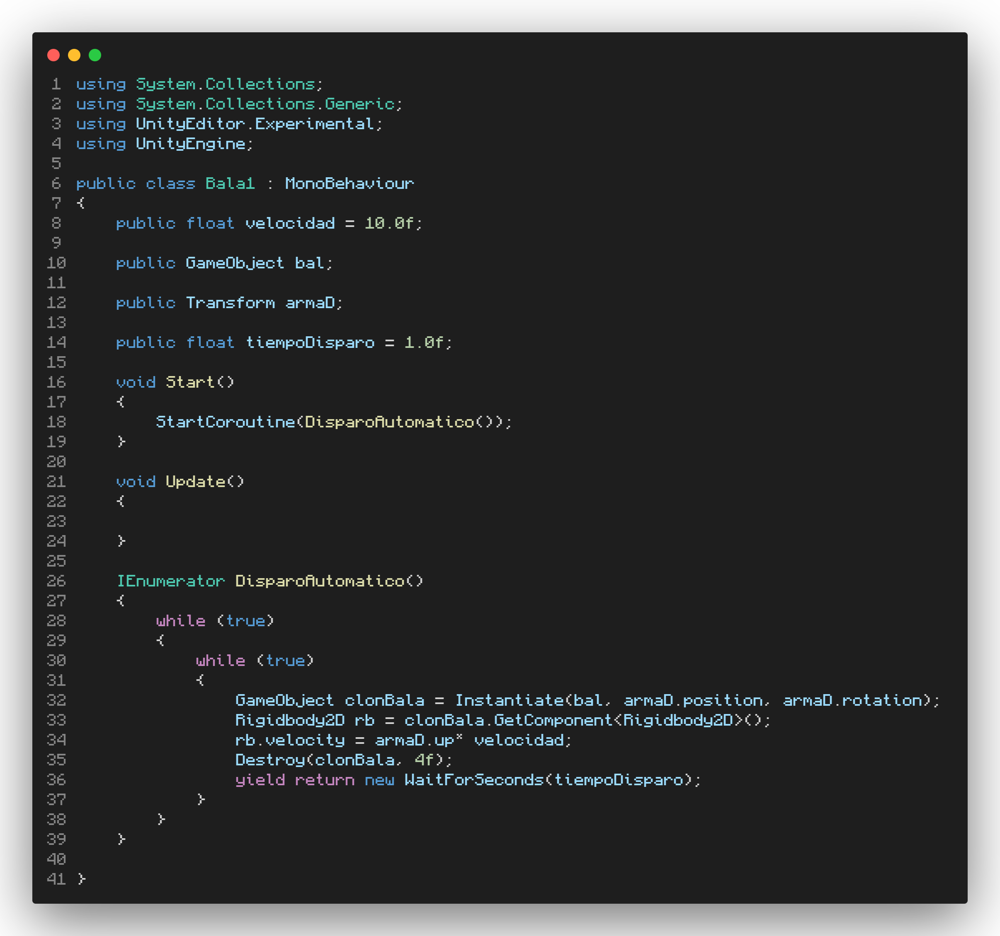 1 using System.Collections;
2 using System.Collections.Generic;
3 using UnityEditor.Experimental;
4 using UnityEngine;
5
6 public class Bala1 : MonoBehaviour
7 {
8     public float velocidad = 10.0f;
9
10     public GameObject bal;
11
12     public Transform armaD;
13
14     public float tiempoDisparo = 1.0f;
15
16     void Start()
17     {
18         StartCoroutine(DisparoAutomatico());
19     }
20
21     void Update()
22     {
23
24     }
25
26     IEnumerator DisparoAutomatico()
27     {
28         while (true)
29         {
30             while (true)
31             {
32                 GameObject clonBala = Instantiate(bal, armaD.position, armaD.rotation);
33                 Rigidbody2D rb = clonBala.GetComponent<Rigidbody2D>();
34                 rb.velocity = armaD.up* velocidad;
35                 Destroy(clonBala, 4f);
36                 yield return new WaitForSeconds(tiempoDisparo);
37             }
38         }
39     }
40
41 }